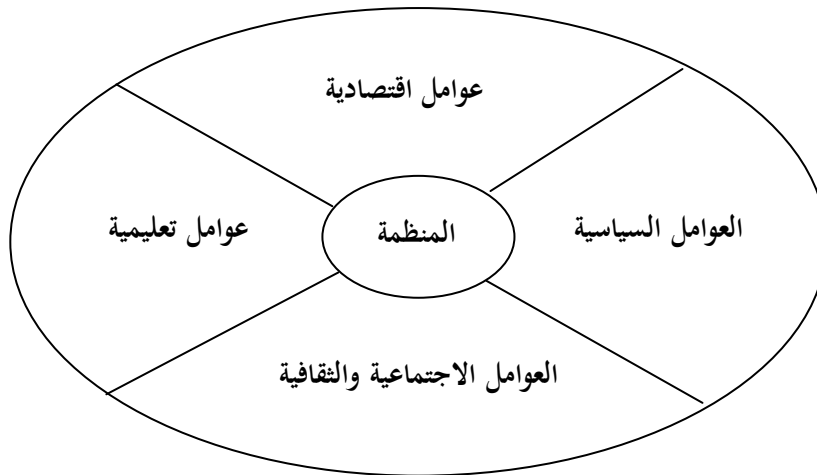 عوامل اقتصادية
العوامل السياسية
المنظمة
عوامل تعليمية
العوامل الاجتماعية والثقافية